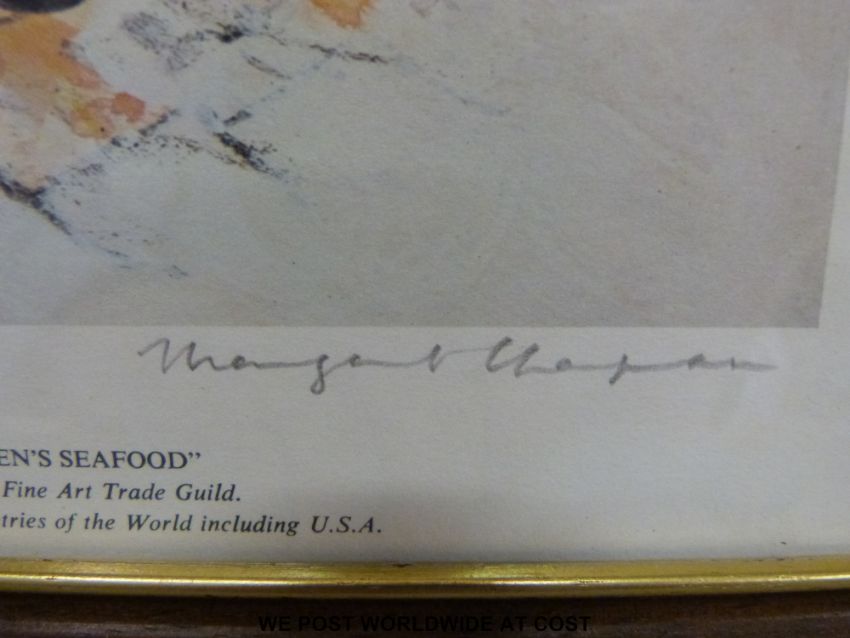 Margaret Chapman
EN'S SEAFOOD”
Fine Art Trade Guild.
tries of the World including U.S.A.
WE POST WORLDWIDE AT COST